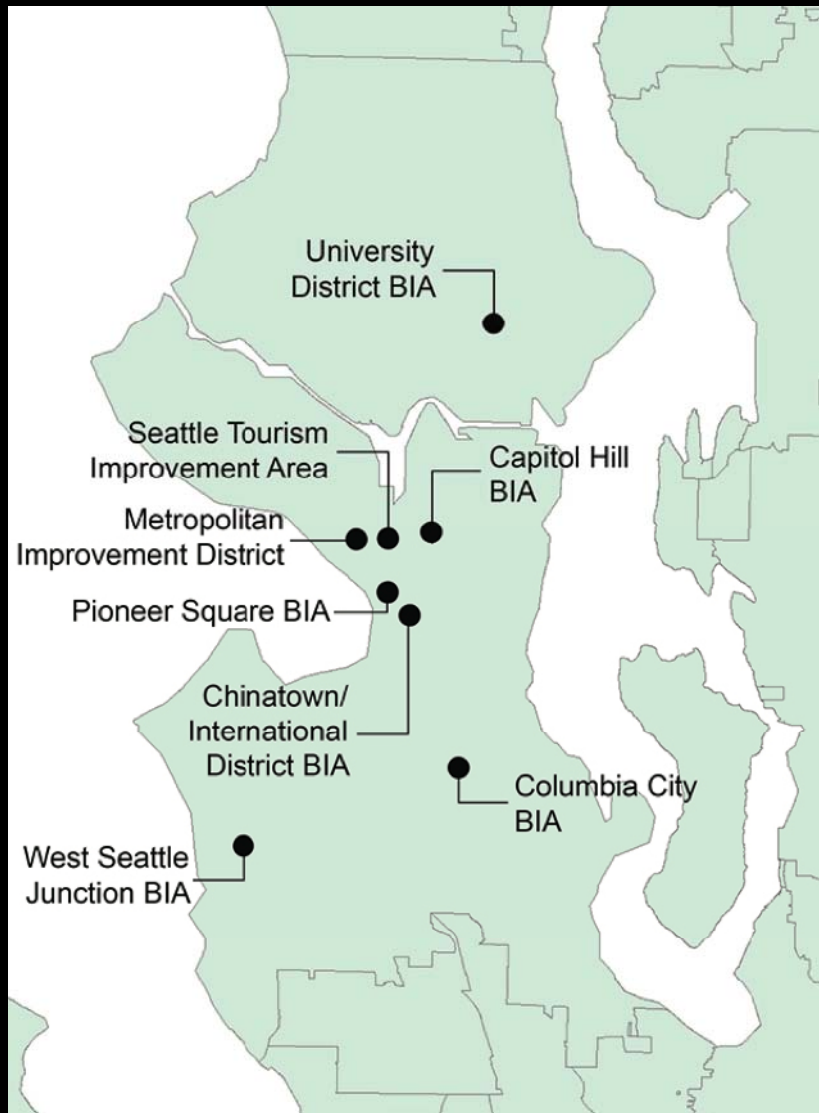 University
District BIA
Seattle Tourism
Improvement Area
Capitol Hill
BIA
Metropolitan
Improvement District
Pioneer Square BIA
Chinatown/
International
District BIA
Columbia City
BIA
West Seattle
Junction BIA